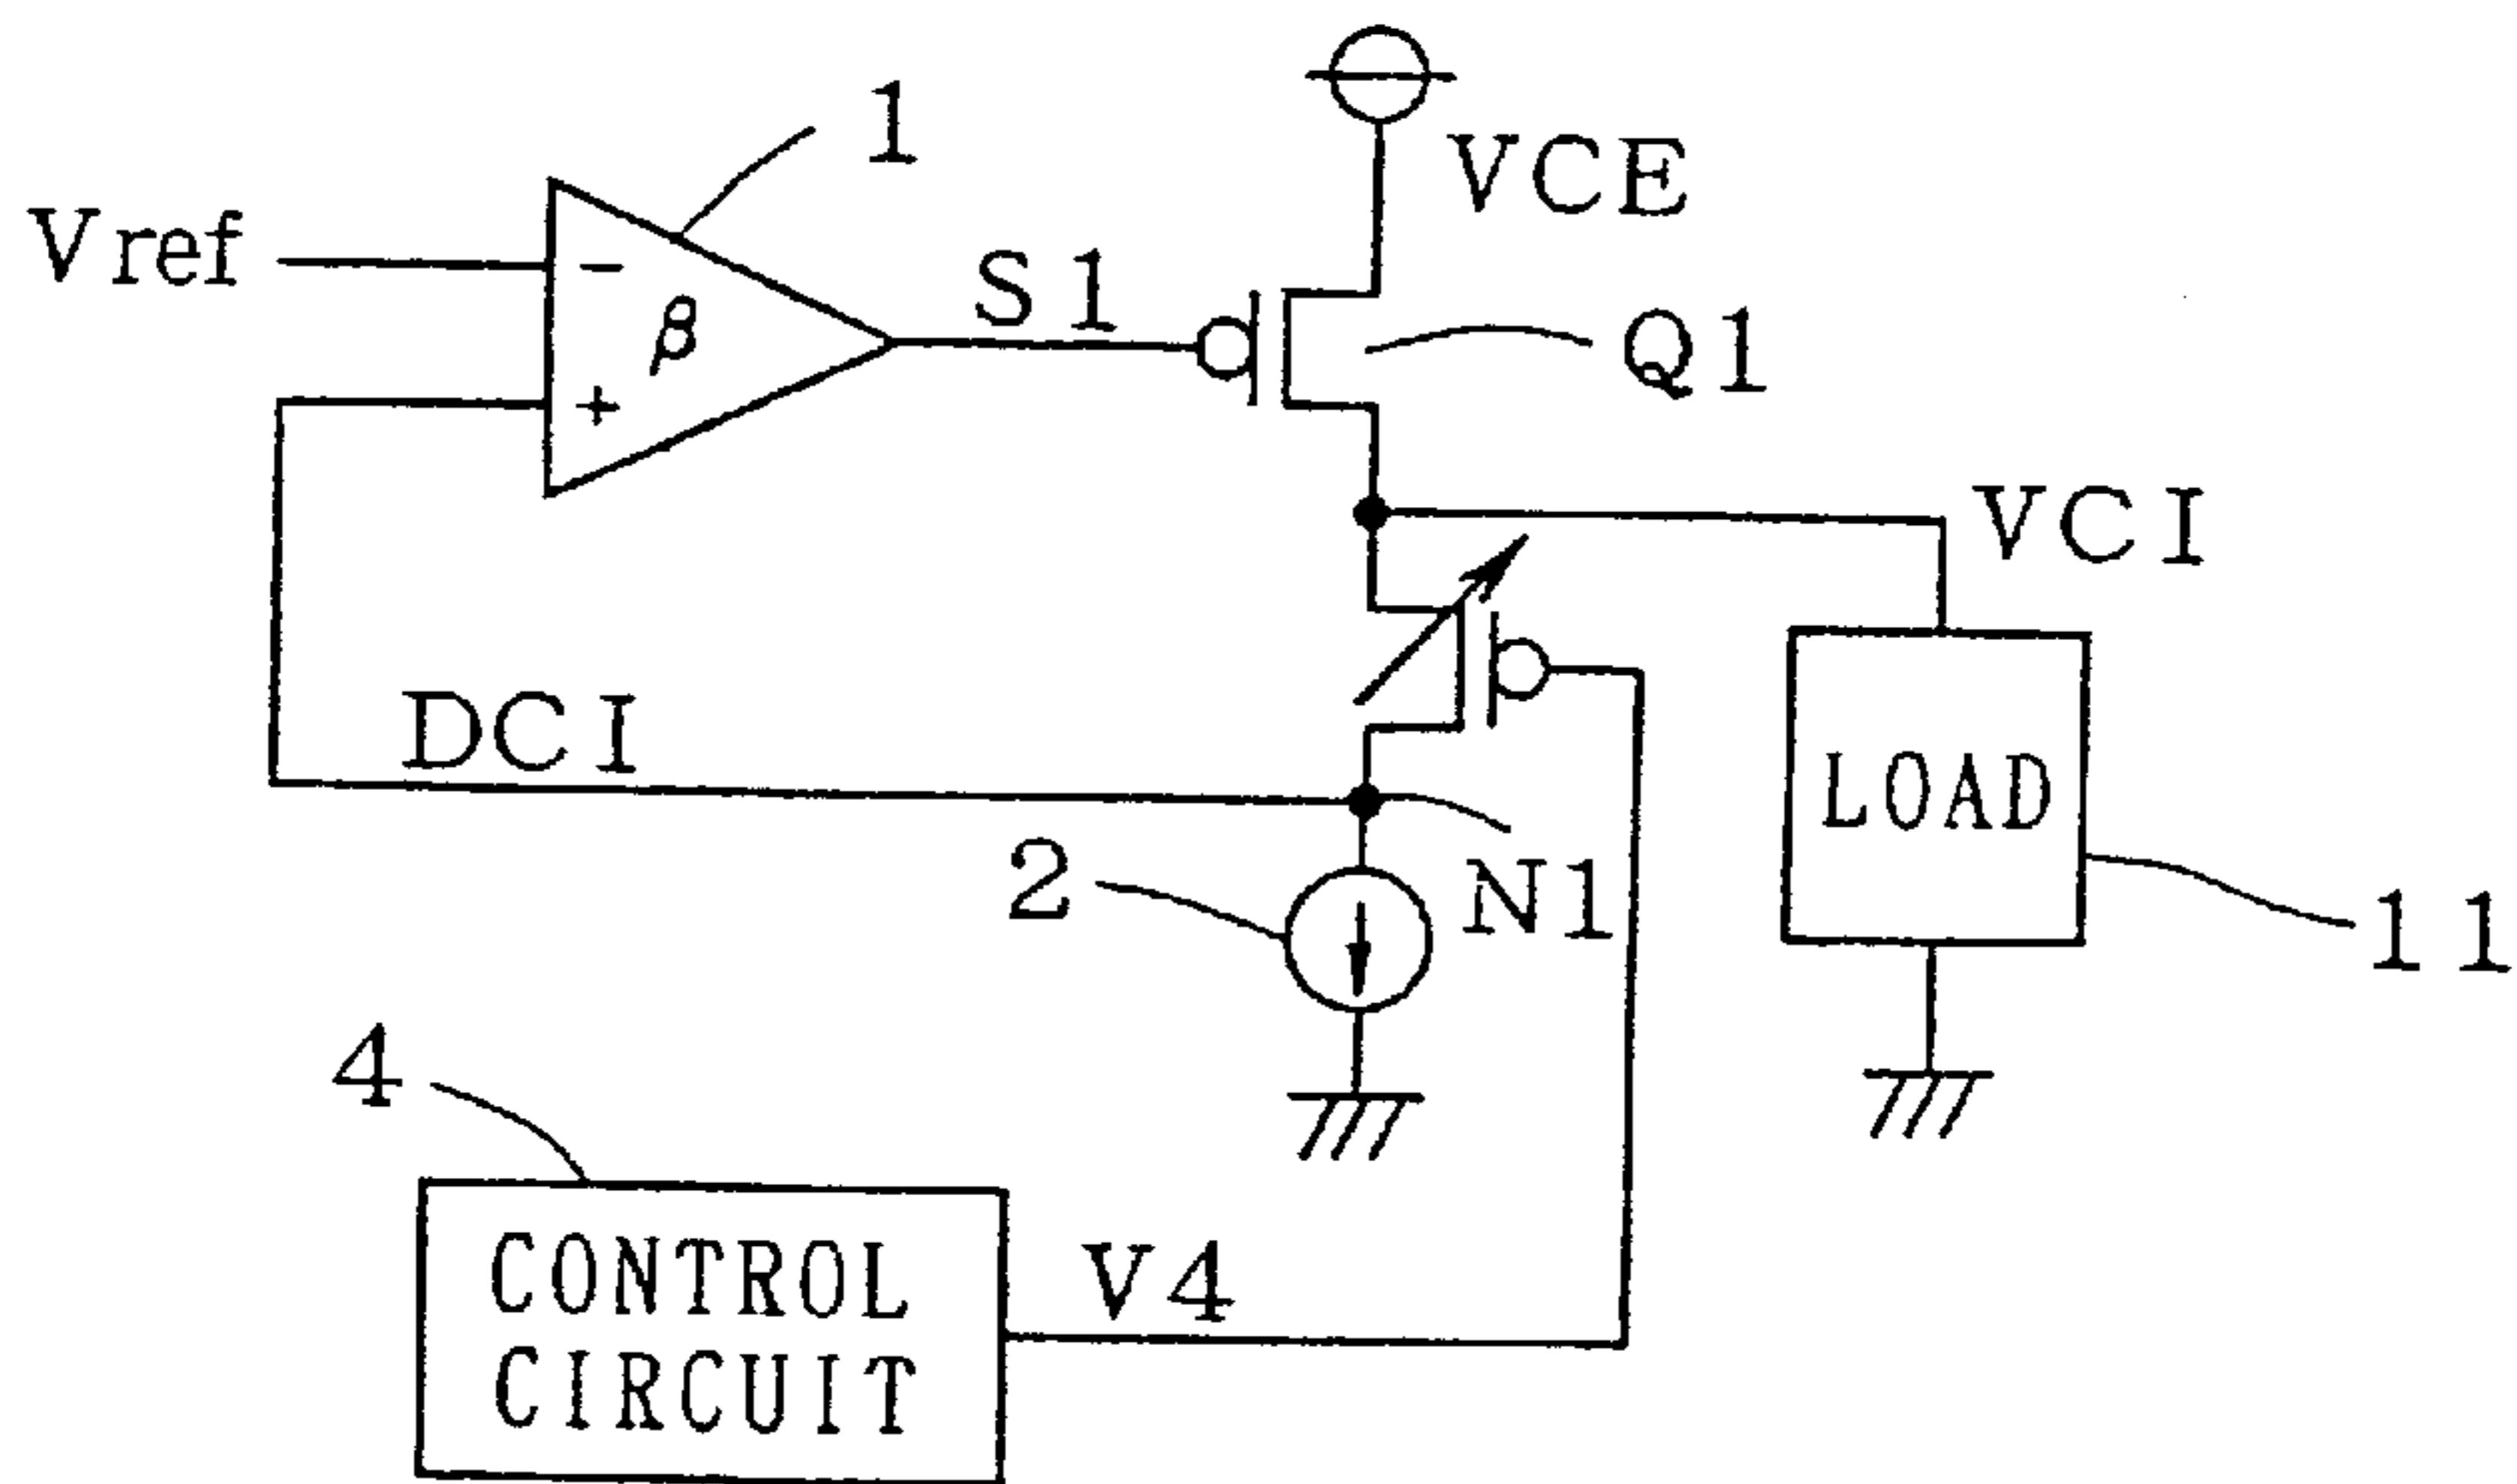 1
VCE
Vref
S1
β
Q1
VCI
DCI
LOAD
2
N1
11
4
CONTROL
CIRCUIT
V4